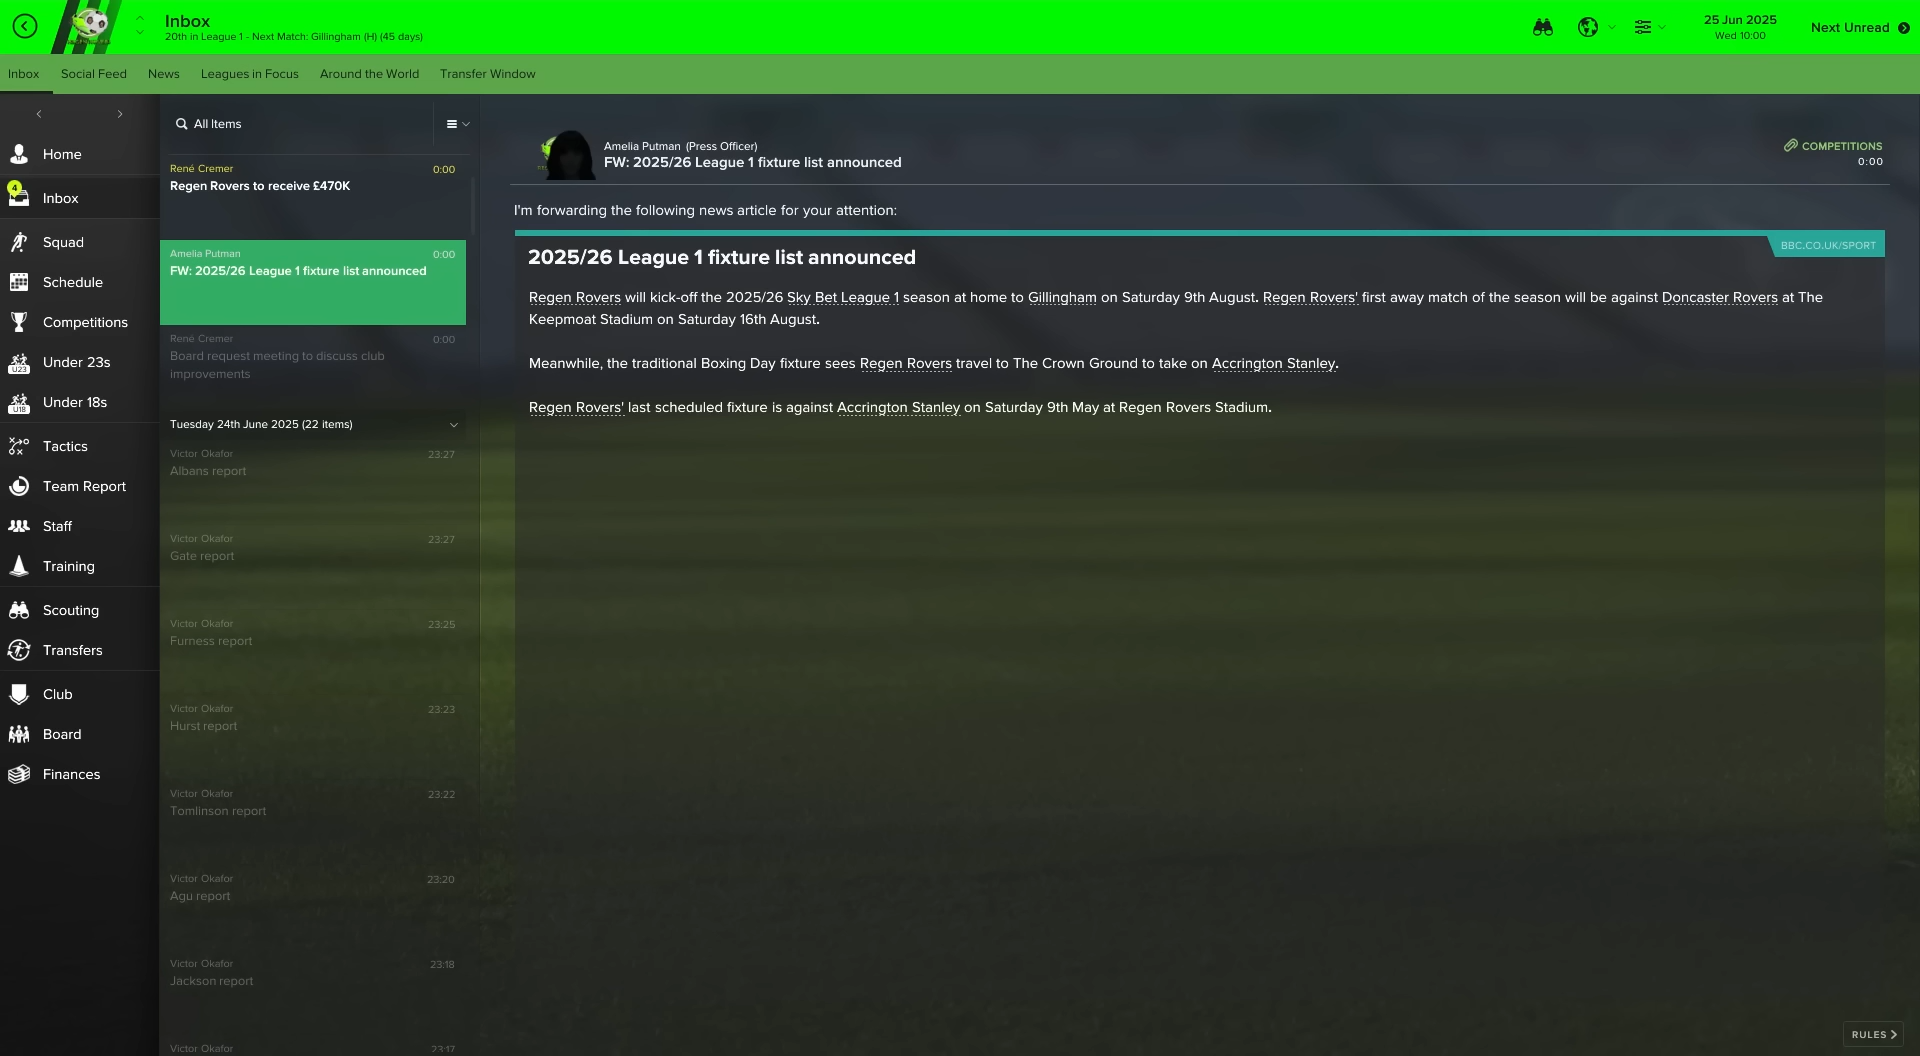 Inbox
20th in League 1 - Next Match: Gillingham (H) (45 days)
25 Jun 2025
Wed 10:00
Next Unread
Inbox
Social Feed
News
Leagues in Focus
Around the World
Transfer Window
Home
4
Inbox
Squad
Schedule
Competitions
U23
Under 23s
U18
Under 18s
Tactics
Team Report
Staff
Training
Scouting
Transfers
Club
Board
Finances
All Items
René Cremer
0:00
Regen Rovers to receive £470K
Amelia Putman
0:00
FW: 2025/26 League 1 fixture list announced
René Cremer
0:00
Board request meeting to discuss club
improvements
Tuesday 24th June 2025 (22 items)
Victor Okafor
23:27
Albans report
Victor Okafor
23:27
Gate report
Victor Okafor
23:25
Furness report
Victor Okafor
23:23
Hurst report
Victor Okafor
23:22
Tomlinson report
Victor Okafor
23:20
Agu report
Victor Okafor
23:18
Jackson report
Victor Okafor
23:17
Amelia Putman (Press Officer)
FW: 2025/26 League 1 fixture list announced
COMPETITIONS
0:00
I'm forwarding the following news article for your attention:
BBC.CO.UK/SPORT
2025/26 League 1 fixture list announced
Regen Rovers will kick-off the 2025/26 Sky Bet League 1 season at home to Gillingham on Saturday 9th August. Regen Rovers' first away match of the season will be against Doncaster Rovers at The
Keepmoat Stadium on Saturday 16th August.
Meanwhile, the traditional Boxing Day fixture sees Regen Rovers travel to The Crown Ground to take on Accrington Stanley.
Regen Rovers' last scheduled fixture is against Accrington Stanley on Saturday 9th May at Regen Rovers Stadium.
RULES